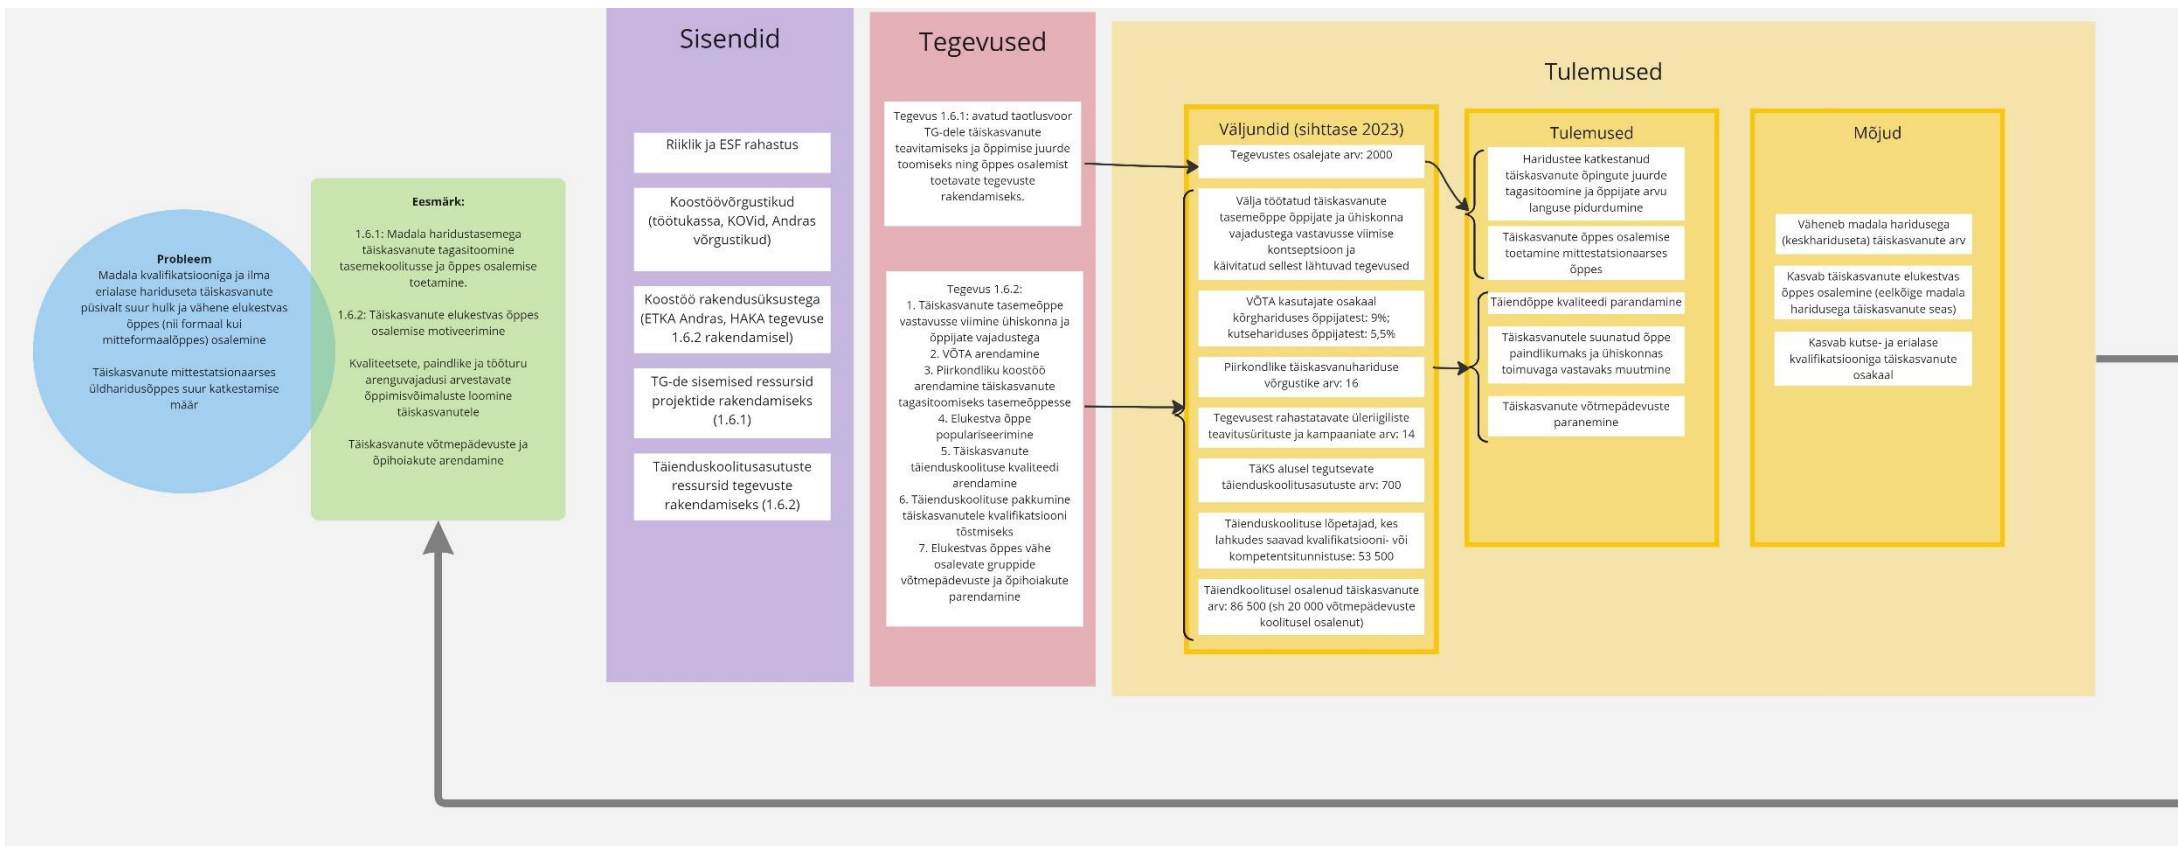 Probleem
Madala kvalifikatsiooniga ja ilma
erialase hariduseta täiskasvanute
püsivalt suur hulk ja vähene elukestvas
õppes (nii formaal kui
mitteformaalõppes) osalemine
Täiskasvanute mittestatsionaarses
üldharidusõppes suur katkestamise
määr
Eesmärk:
1.6.1: Madala haridustasemega
täiskasvanute tagasitoomine
tasemekoolitusse ja õppes osalemise
toetamine.
1.6.2: Täiskasvanute elukestvas õppes
osalemise motiveerimine
Kvaliteetsete, paindlike ja tööturu
arenguvajadusi arvestavate
õppimisvõimaluste loomine
täiskasvanutele
Täiskasvanute võtmepädevuste ja
õpihoiakute arendamine
Sisendid
Riiklik ja ESF rahastus
Koostöövõrgustikud
(töötukassa, KOVid, Andras
võrgustikud)
Koostöö rakendusüksustega
(ETKA Andras, HAKA tegevuse
1.6.2 rakendamisel)
TG-de sisemised ressursid
projektide rakendamiseks
(1.6.1)
Täienduskoolitusasutuste
ressursid tegevuste
rakendamiseks (1.6.2)
Tegevused
Tegevus 1.6.1: avatud taotlusvoor
TG-dele täiskasvanute
teavitamiseks ja õppimise juurde
toomiseks ning õppes osalemist
toetavate tegevuste
rakendamiseks.
Tegevus 1.6.2:
1. Täiskasvanute tasemeõppe
vastavusse viimine ühiskonna ja
õppijate vajadustega
2. VÕTA arendamine
3. Piirkondliku koostöö
arendamine täiskasvanute
tagasitoomiseks tasemeõppesse
4. Elukestva õppe
populariseerimine
5. Täiskasvanute
täienduskoolituse kvaliteedi
arendamine
6. Täienduskoolituse pakkumine
täiskasvanutele kvalifikatsiooni
tõstmiseks
7. Elukestvas õppes vähe
osalevate gruppide
võtmepädevuste ja õpihoiakute
parendamine
Tulemused
Väljundid (sihttase 2023)
Tegevustes osalejate arv: 2000
Välja töötatud täiskasvanute
tasemeõppe õppijate ja ühiskonna
vajadustega vastavusse viimise
kontseptsioon ja
käivitatud sellest lähtuvad tegevused
VÕTA kasutajate osakaal
kõrghariduses õppijatest: 9%;
kutsehariduses õppijatest: 5,5%
Piirkondlike täiskasvanuhariduse
võrgustike arv: 16
Tegevusest rahastatavate üleriigiliste
teavitusürituste ja kampaaniate arv: 14
TäKS alusel tegutsevate
täienduskoolitusasutuste arv: 700
Täienduskoolituse lõpetajad, kes
lahkudes saavad kvalifikatsiooni- või
kompetentsitunnistuse: 53 500
Täiendkoolitusel osalenud täiskasvanute
arv: 86 500 (sh 20 000 võtmepädevuste
koolitusel osalenut)
Tulemused
Haridustee katkestanud
täiskasvanute õpingute juurde
tagasitoomine ja õppijate arvu
languse pidurdumine
Täiskasvanute õppes osalemise
toetamine mittestatsionaarses
õppes
Täiendõppe kvaliteedi parandamine
Täiskasvanutele suunatud õppe
paindlikumaks ja ühiskonnas
toimuvaga vastavaks muutmine
Täiskasvanute võtmepädevuste
paranemine
Mõjud
Väheneb madala haridusega
(keskhariduseta) täiskasvanute arv
Kasvab täiskasvanute elukestvas
õppes osalemine (eelkõige madala
haridusega täiskasvanute seas)
Kasvab kutse- ja erialase
kvalifikatsiooniga täiskasvanute
osakaal